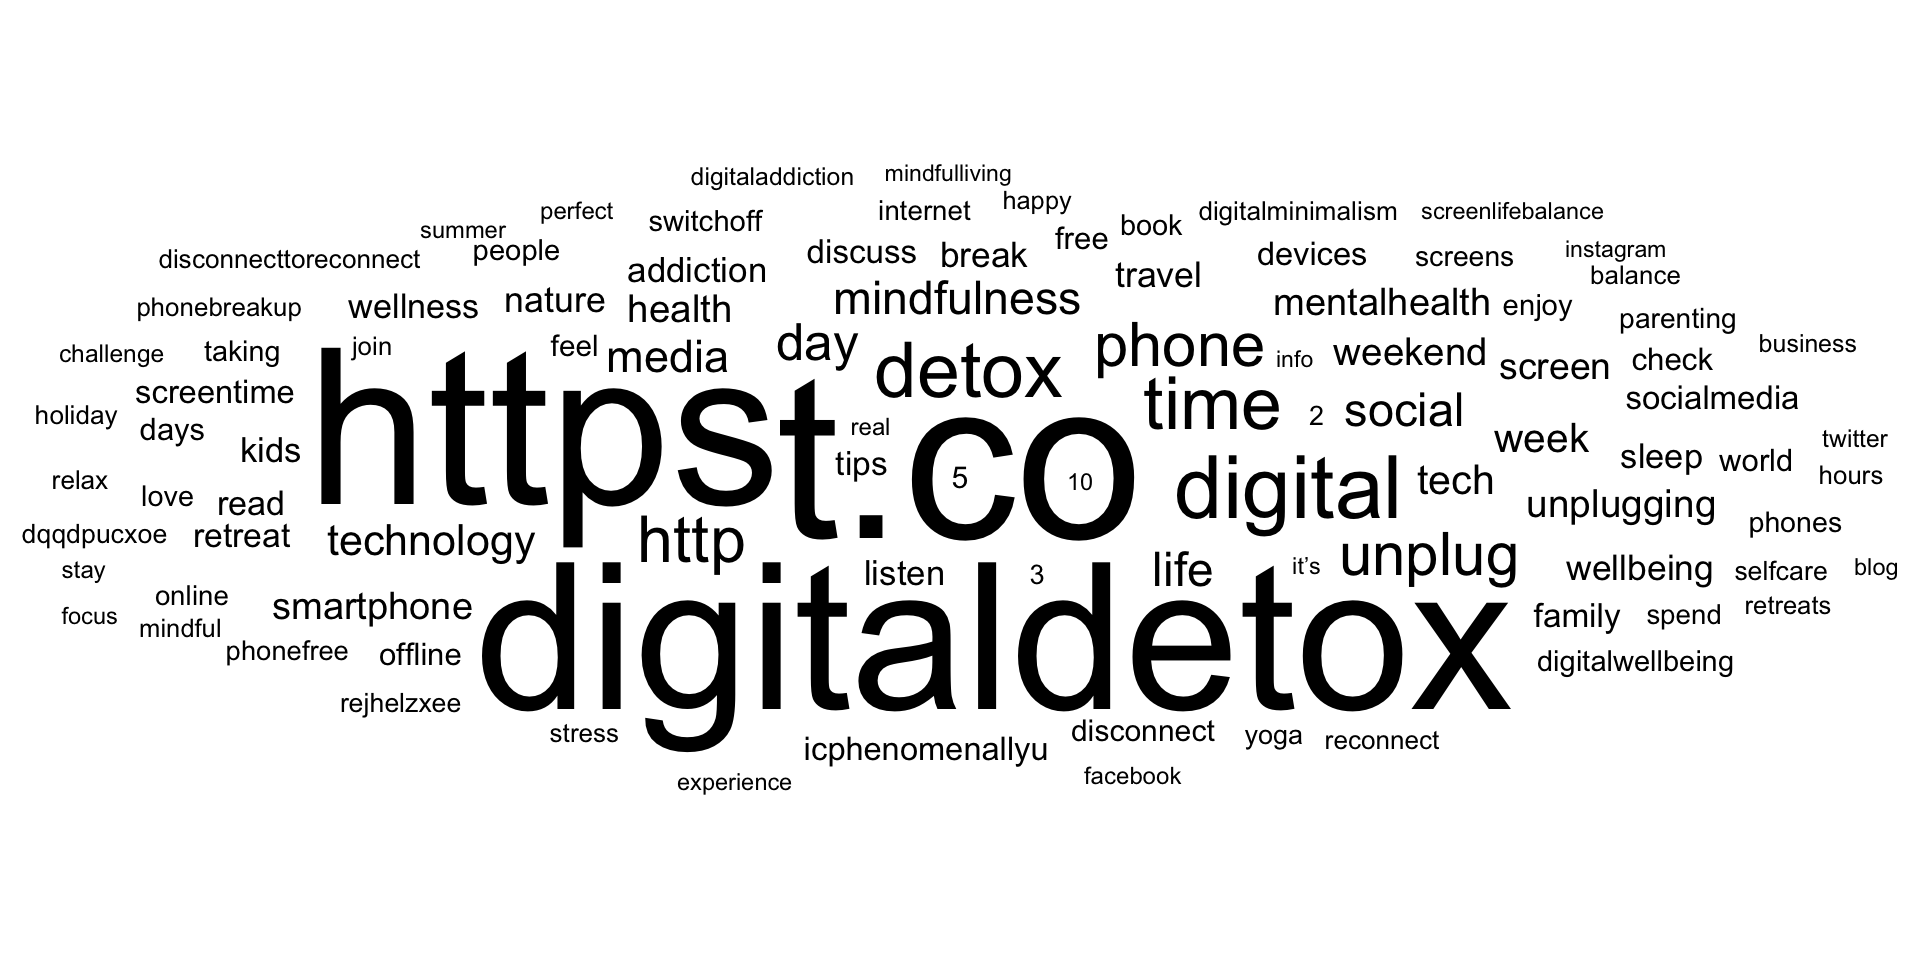 digitaladdiction
mindfulliving
perfect
switchoff
internet
happy
digitalminimalism
screenlifebalance
summer
people
book
disconnecttoreconnect
discuss
break
free
devices
screens
instagram
addiction
travel
balance
phonebreakup
wellness
nature
health
mindfulness
mentalhealth
enjoy
parenting
challenge
taking
join
feel
media
day
detox
phone
info
weekend
screen
check
business
screentime
https
t.co
time
2
social
socialmedia
holiday
days
kids
real
tips
5
10
week
sleep
world
twitter
relax
love
read
digital
tech
unplugging
hours
phones
dqqdpucxoe
retreat
technology
http
listen
3
life
it’s
unplug
wellbeing
selfcare
blog
stay
online
smartphone
digitaldetox
family
spend
retreats
focus
mindful
phonefree
offline
digitalwellbeing
rejhelzxee
stress
icphenomenallyu
disconnect
yoga
reconnect
experience
facebook